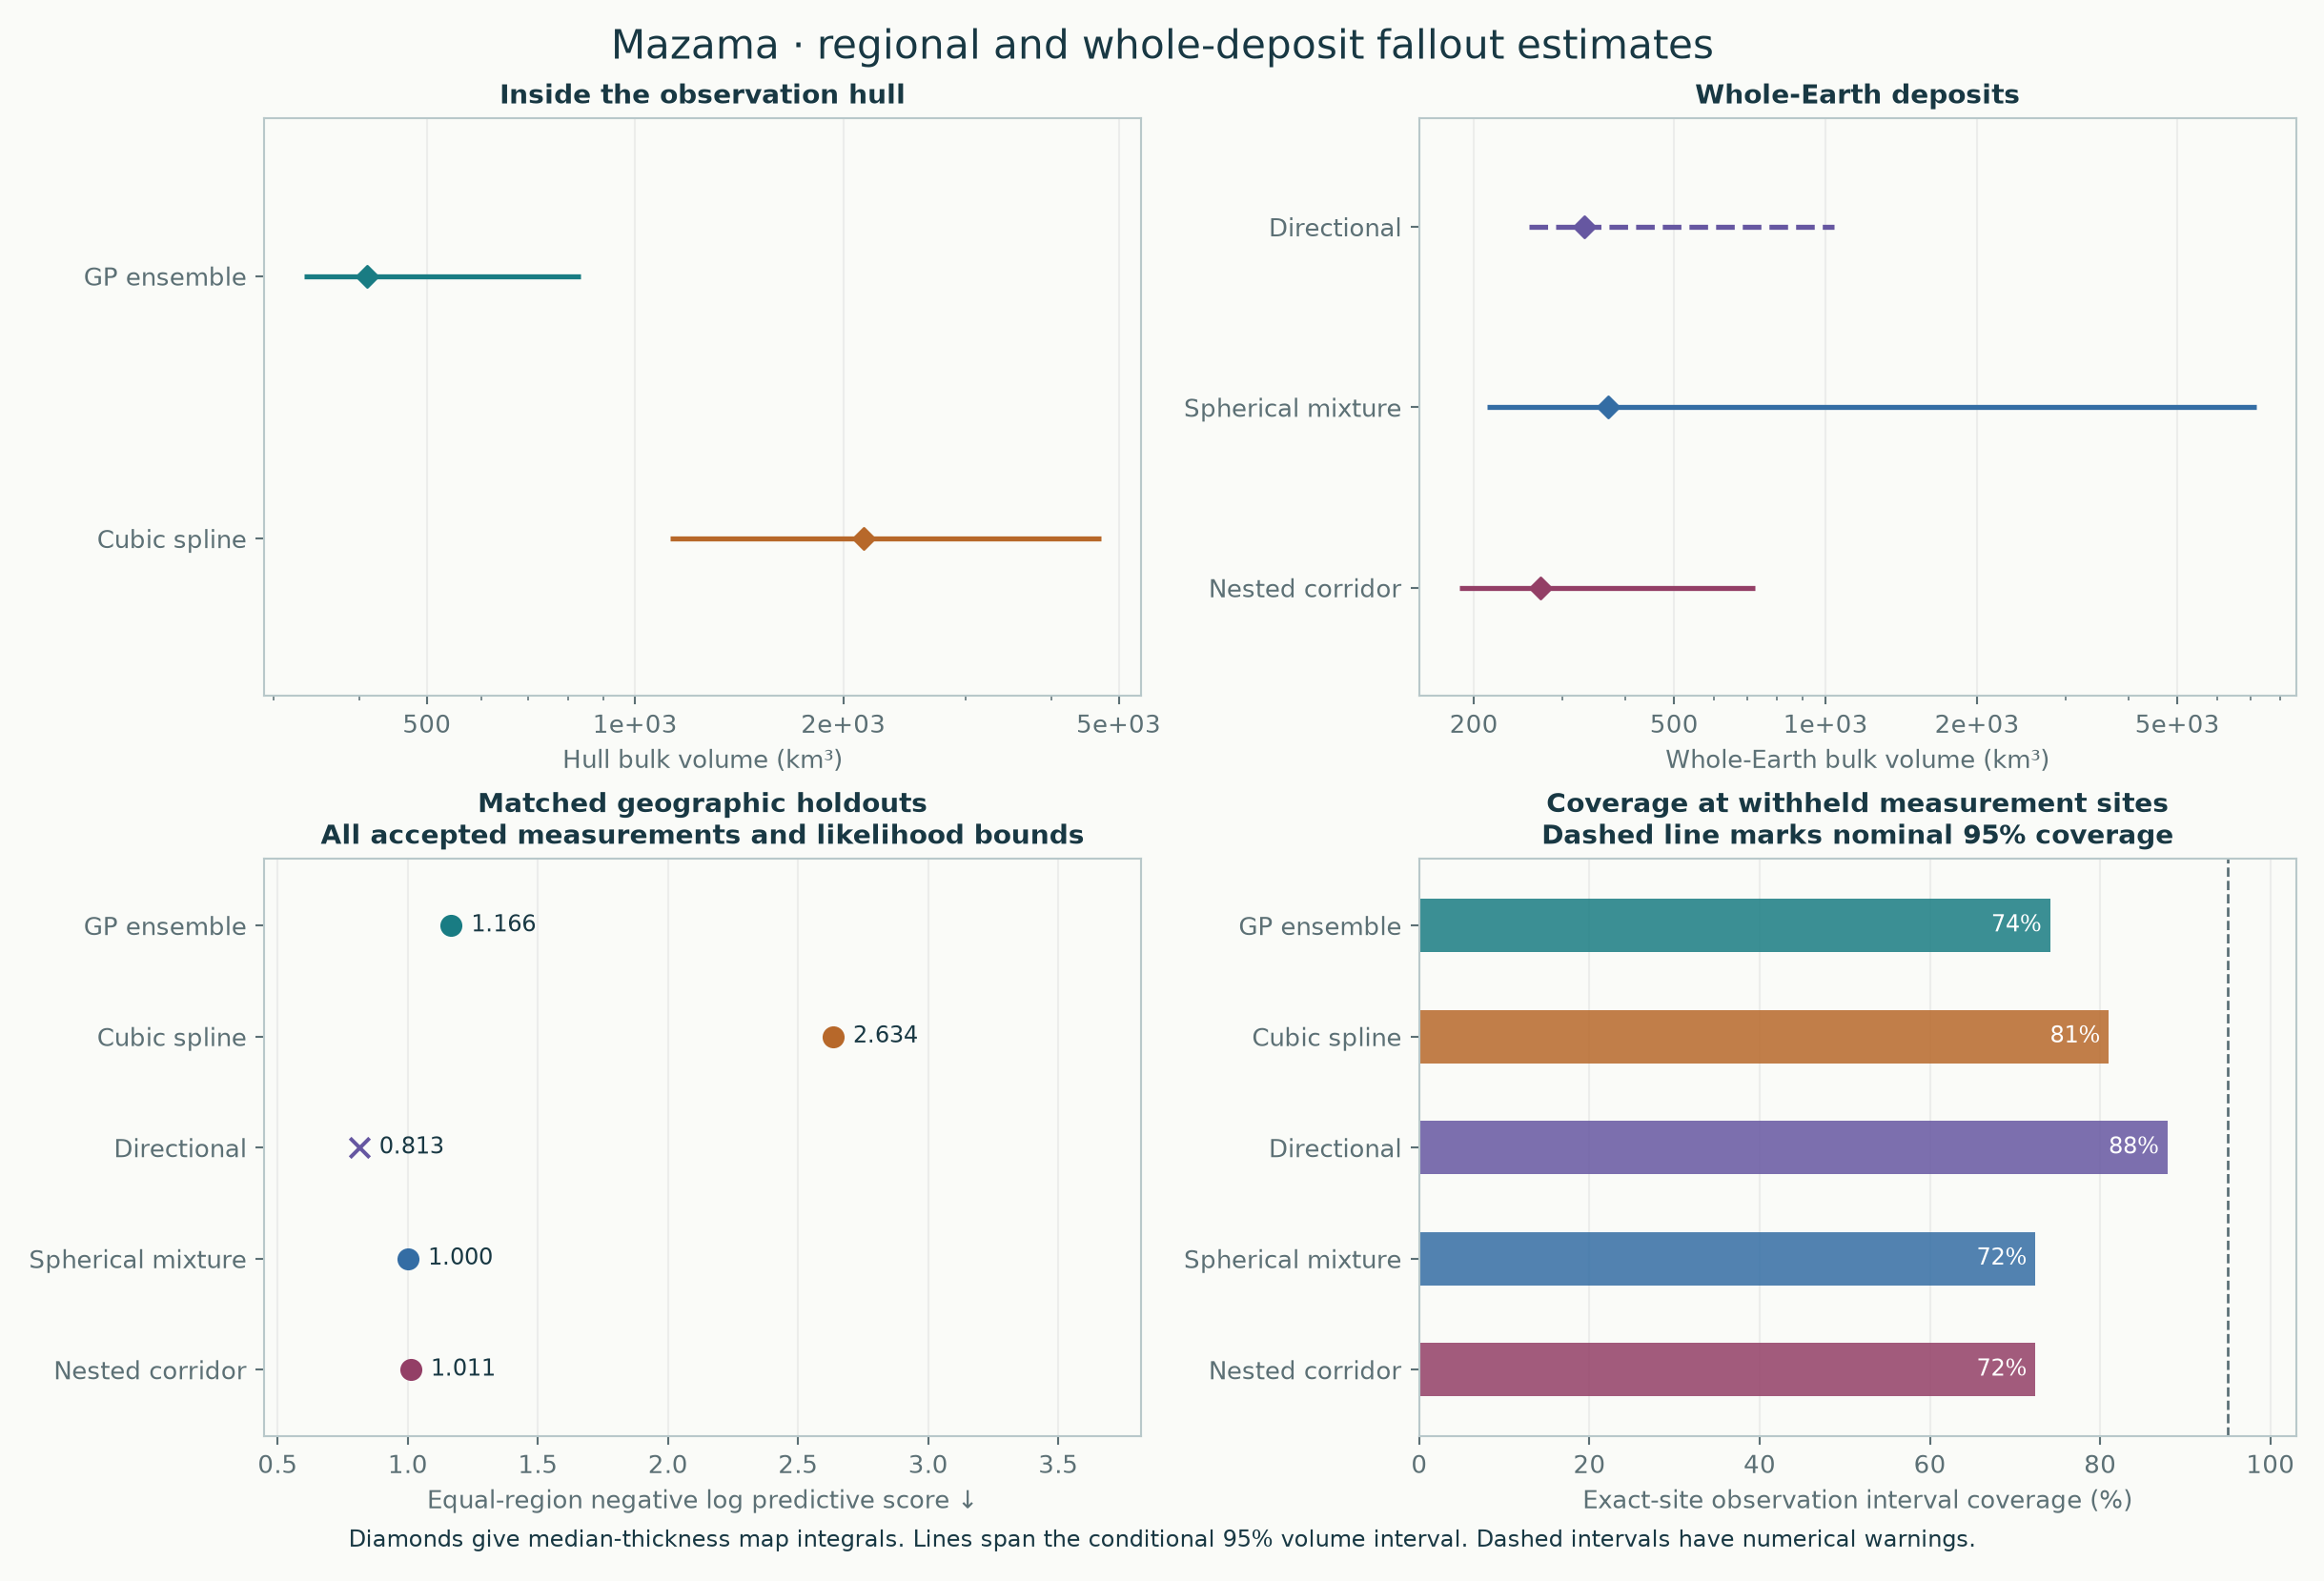 Mazama · regional and whole-deposit fallout estimates
Inside the observation hull
GP ensemble
Cubic spline
500
1e+03
2e+03
5e+03
Hull bulk volume (km³)
Whole-Earth deposits
Directional
Spherical mixture
Nested corridor
200
500
1e+03
2e+03
5e+03
Whole-Earth bulk volume (km³)
Matched geographic holdouts
All accepted measurements and likelihood bounds
GP ensemble
1.166
Cubic spline
2.634
Directional
0.813
Spherical mixture
1.000
Nested corridor
1.011
0.5
1.0
1.5
2.0
2.5
3.0
3.5
Equal-region negative log predictive score ↓
Coverage at withheld measurement sites
Dashed line marks nominal 95% coverage
GP ensemble
74%
Cubic spline
81%
Directional
88%
Spherical mixture
72%
Nested corridor
72%
0
20
40
60
80
100
Exact-site observation interval coverage (%)
Diamonds give median-thickness map integrals. Lines span the conditional 95% volume interval. Dashed intervals have numerical warnings.